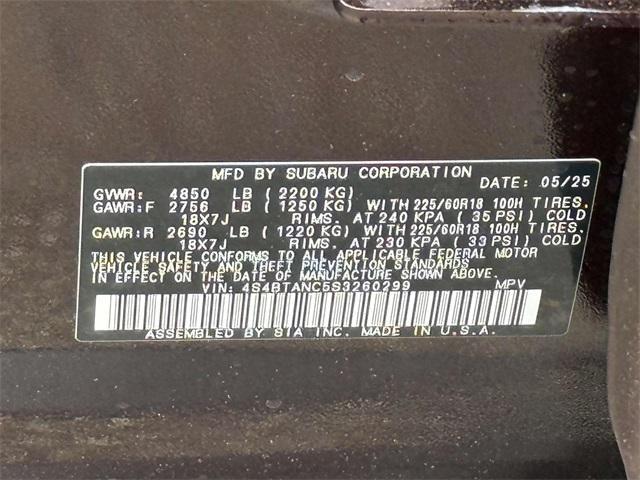 MFD BY SUBARU CORPORATION
DATE: 05/25
GVWR: 4850 LB ( 2200 KG)
GAWR:F 2756 LB ( 1250 KG) WITH 225/60R18 100H TIRES.
18X7J RIMS. AT 240 KPA ( 35 PSI) COLD
GAWR:R 2690 LB ( 1220 KG) WITH 225/60R18 100H TIRES.
18X7J RIMS. AT 230 KPA ( 33 PSI) COLD
THIS VEHICLE CONFORMS TO ALL APPLICABLE FEDERAL MOTOR
VEHICLE SAFETY AND THEFT PREVENTION STANDARDS
IN EFFECT ON THE DATE OF MANUFACTURE SHOWN ABOVE.
VIN: 4S4BTANC5S3260299 MPV
ASSEMBLED BY SIA INC. MADE IN U.S.A.